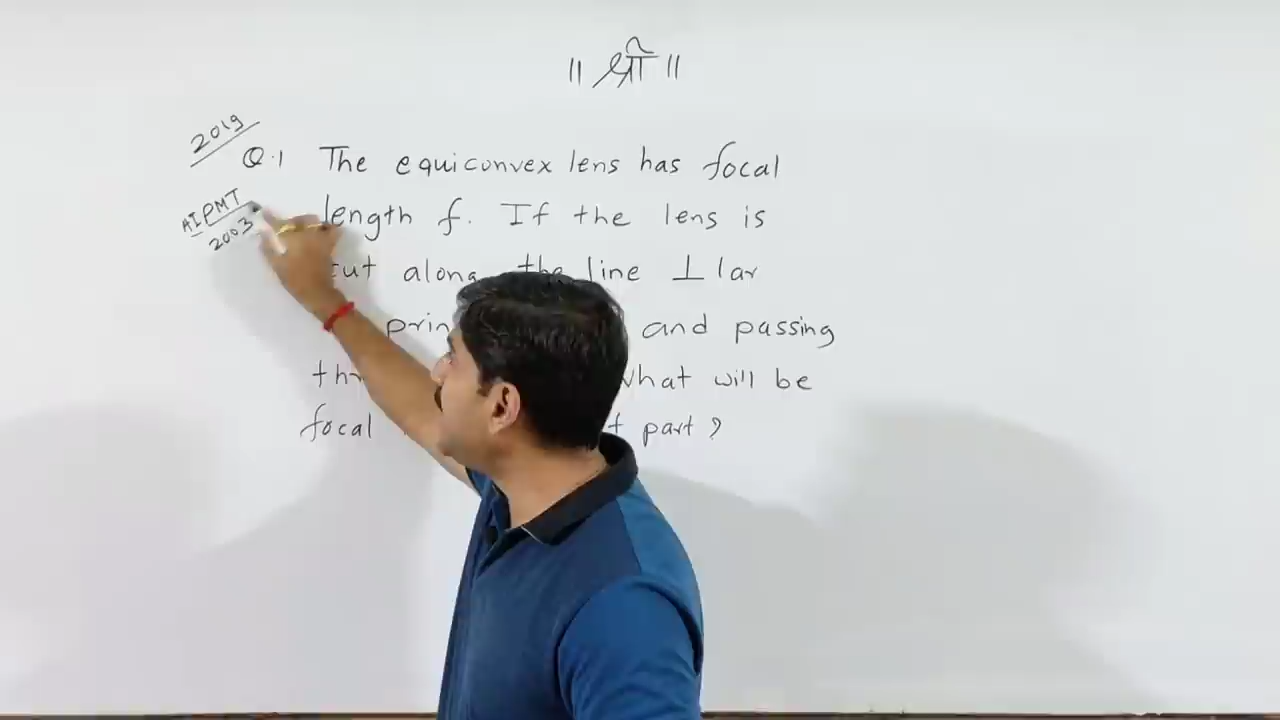 ॥ श्री ॥
2019
Q.1 The equiconvex lens has focal
AIPMT
2003
length f. If the lens is
cut along the line ⊥lar
and passing
what will be
focal part ?